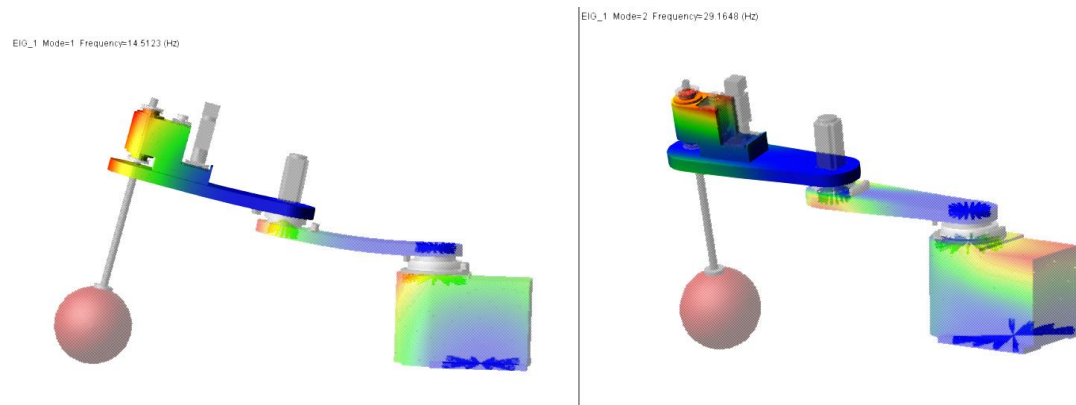 EIG_1 Mode=1 Frequency=14.5123 (Hz)
EIG_1 Mode=2 Frequency=29.1648 (Hz)